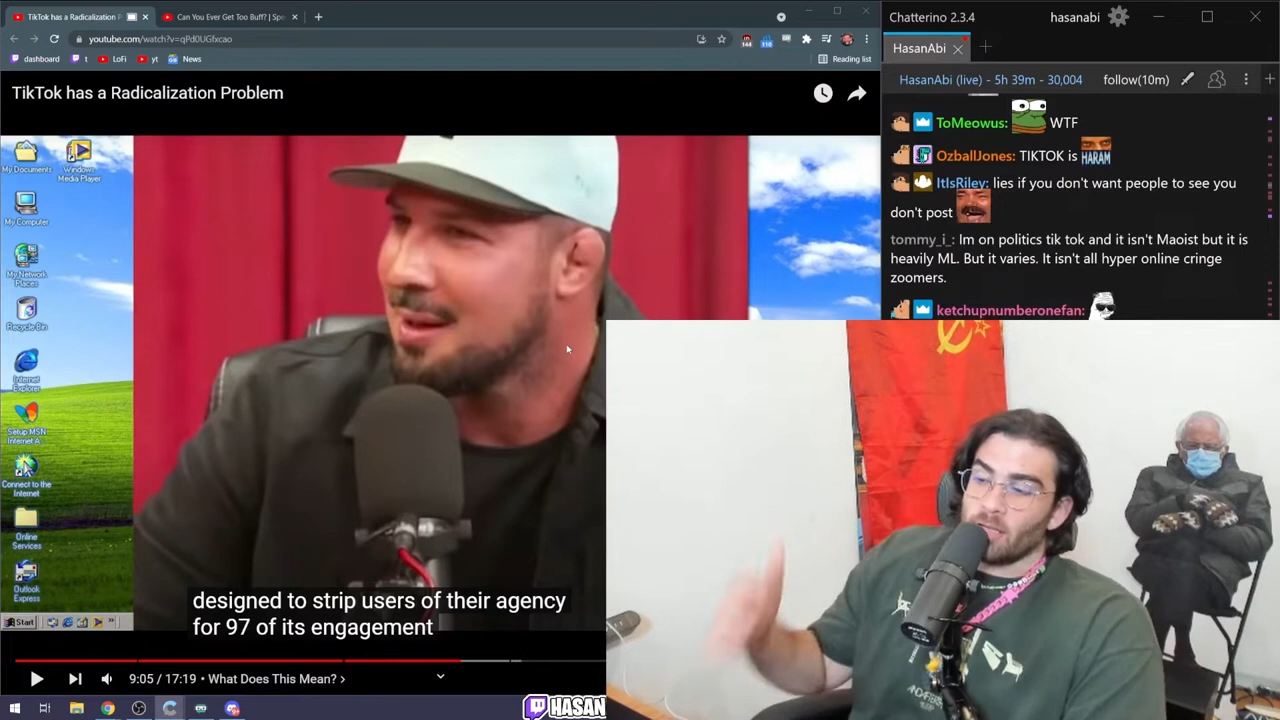 TikTok has a Radicalization P
Can You Ever Get Too Buff? | Spo
youtube.com/watch?v=qPd0UGfxcao
144
110
dashboard
t
LoFi
yt
News
Reading list
TikTok has a Radicalization Problem
My Documents
Windows Media Player
My Computer
My Network Places
Recycle Bin
Internet Explorer
Setup MSN Internet A...
Connect to the Internet
Online Services
Outlook Express
Start
designed to strip users of their agency
for 97 of its engagement
9:05 / 17:19 • What Does This Mean? ›
HASAN
Chatterino 2.3.4
hasanabi
HasanAbi
HasanAbi (live) - 5h 39m - 30,004
follow(10m)
ToMeowus: WTF
OzballJones: TIKTOK is HARAM
ItIsRiley: lies if you don't want people to see you
don't post
tommy_i_: Im on politics tik tok and it isn't Maoist but it is
heavily ML. But it varies. It isn't all hyper online cringe
zoomers.
ketchupnumberonefan: